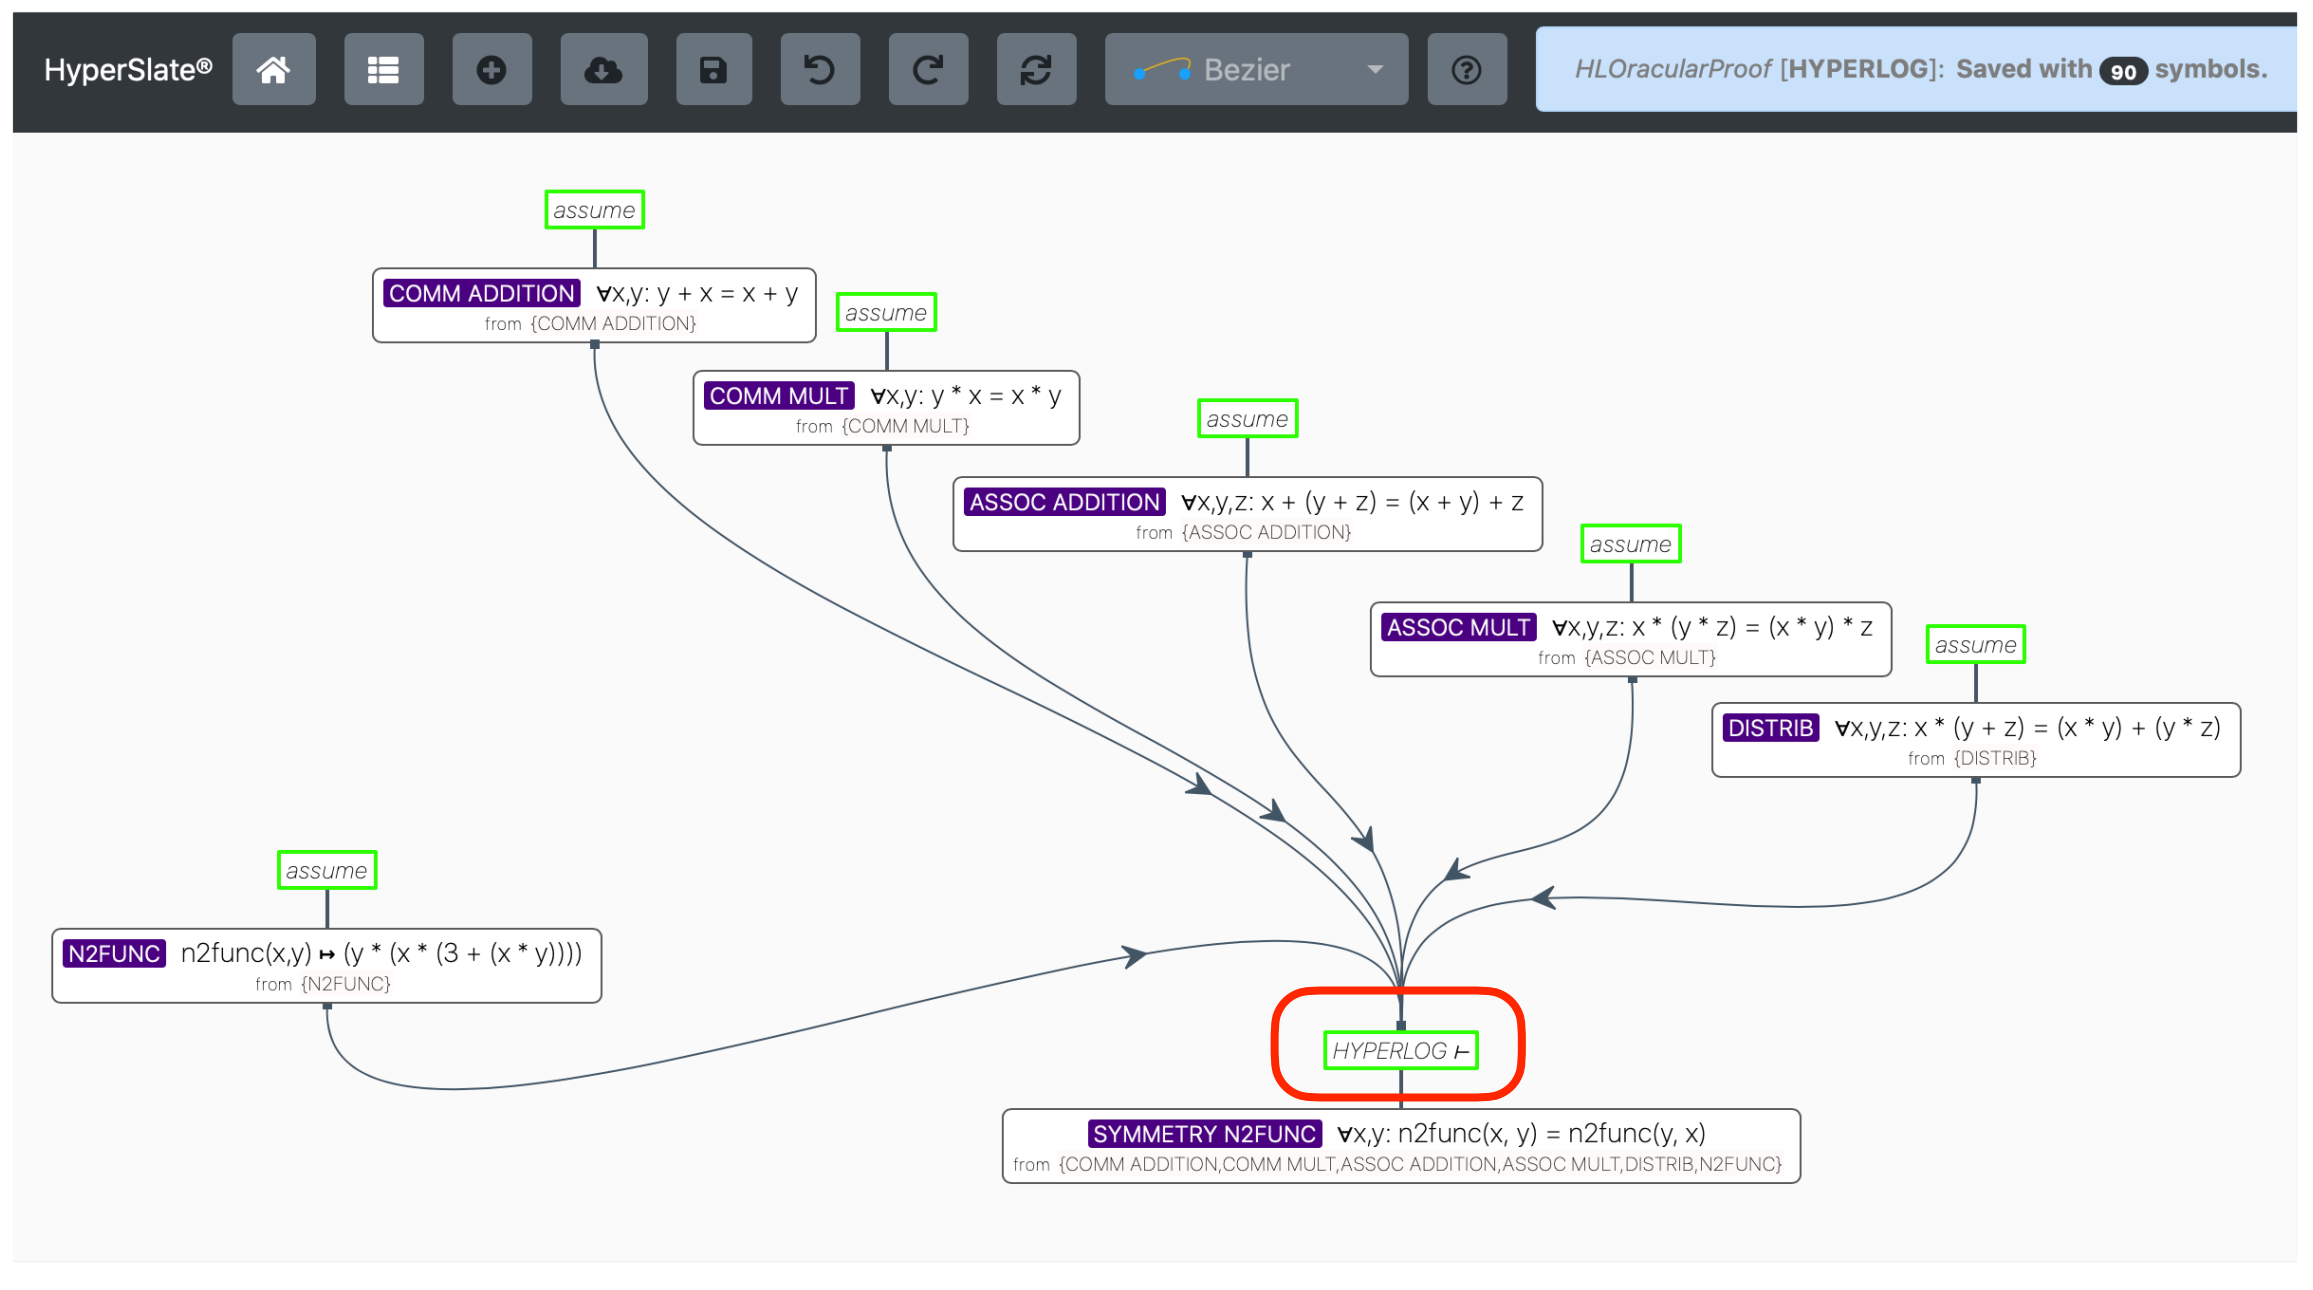 HyperSlate® Bezier HLOracularProof [HYPERLOG]: Saved with 90 symbols.
assume
COMM ADDITION ∀x,y: y + x = x + y
from {COMM ADDITION}
assume
COMM MULT ∀x,y: y * x = x * y
from {COMM MULT}
assume
ASSOC ADDITION ∀x,y,z: x + (y + z) = (x + y) + z
from {ASSOC ADDITION}
assume
ASSOC MULT ∀x,y,z: x * (y * z) = (x * y) * z
from {ASSOC MULT}
assume
DISTRIB ∀x,y,z: x * (y + z) = (x * y) + (y * z)
from {DISTRIB}
assume
N2FUNC n2func(x,y) ↦ (y * (x * (3 + (x * y))))
from {N2FUNC}
HYPERLOG ⊢
SYMMETRY N2FUNC ∀x,y: n2func(x, y) = n2func(y, x)
from {COMM ADDITION,COMM MULT,ASSOC ADDITION,ASSOC MULT,DISTRIB,N2FUNC}